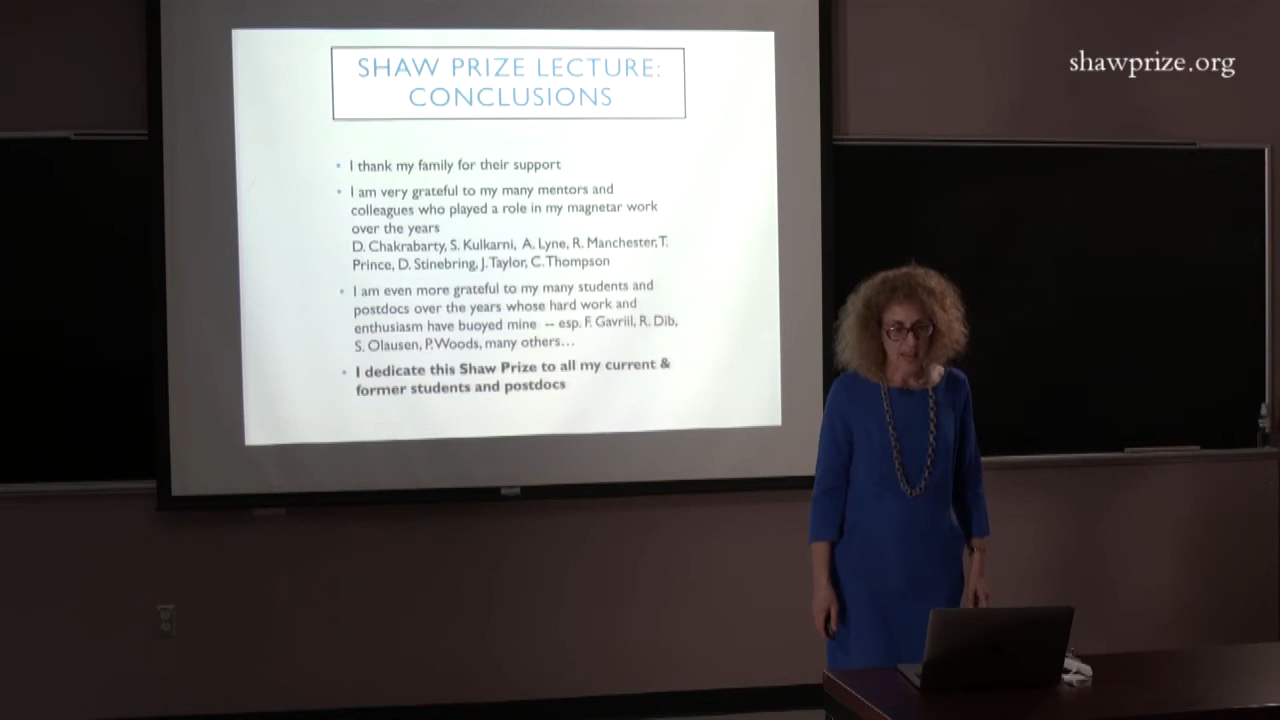 shawprize.org
SHAW PRIZE LECTURE:
CONCLUSIONS
• I thank my family for their support
• I am very grateful to my many mentors and
colleagues who played a role in my magnetar work
over the years
D. Chakrabarty, S. Kulkarni, A. Lyne, R. Manchester, T.
Prince, D. Stinebring, J. Taylor, C. Thompson
• I am even more grateful to my many students and
postdocs over the years whose hard work and
enthusiasm have buoyed mine -- esp. F. Gavriil, R. Dib,
S. Olausen, P. Woods, many others…
• I dedicate this Shaw Prize to all my current &
former students and postdocs